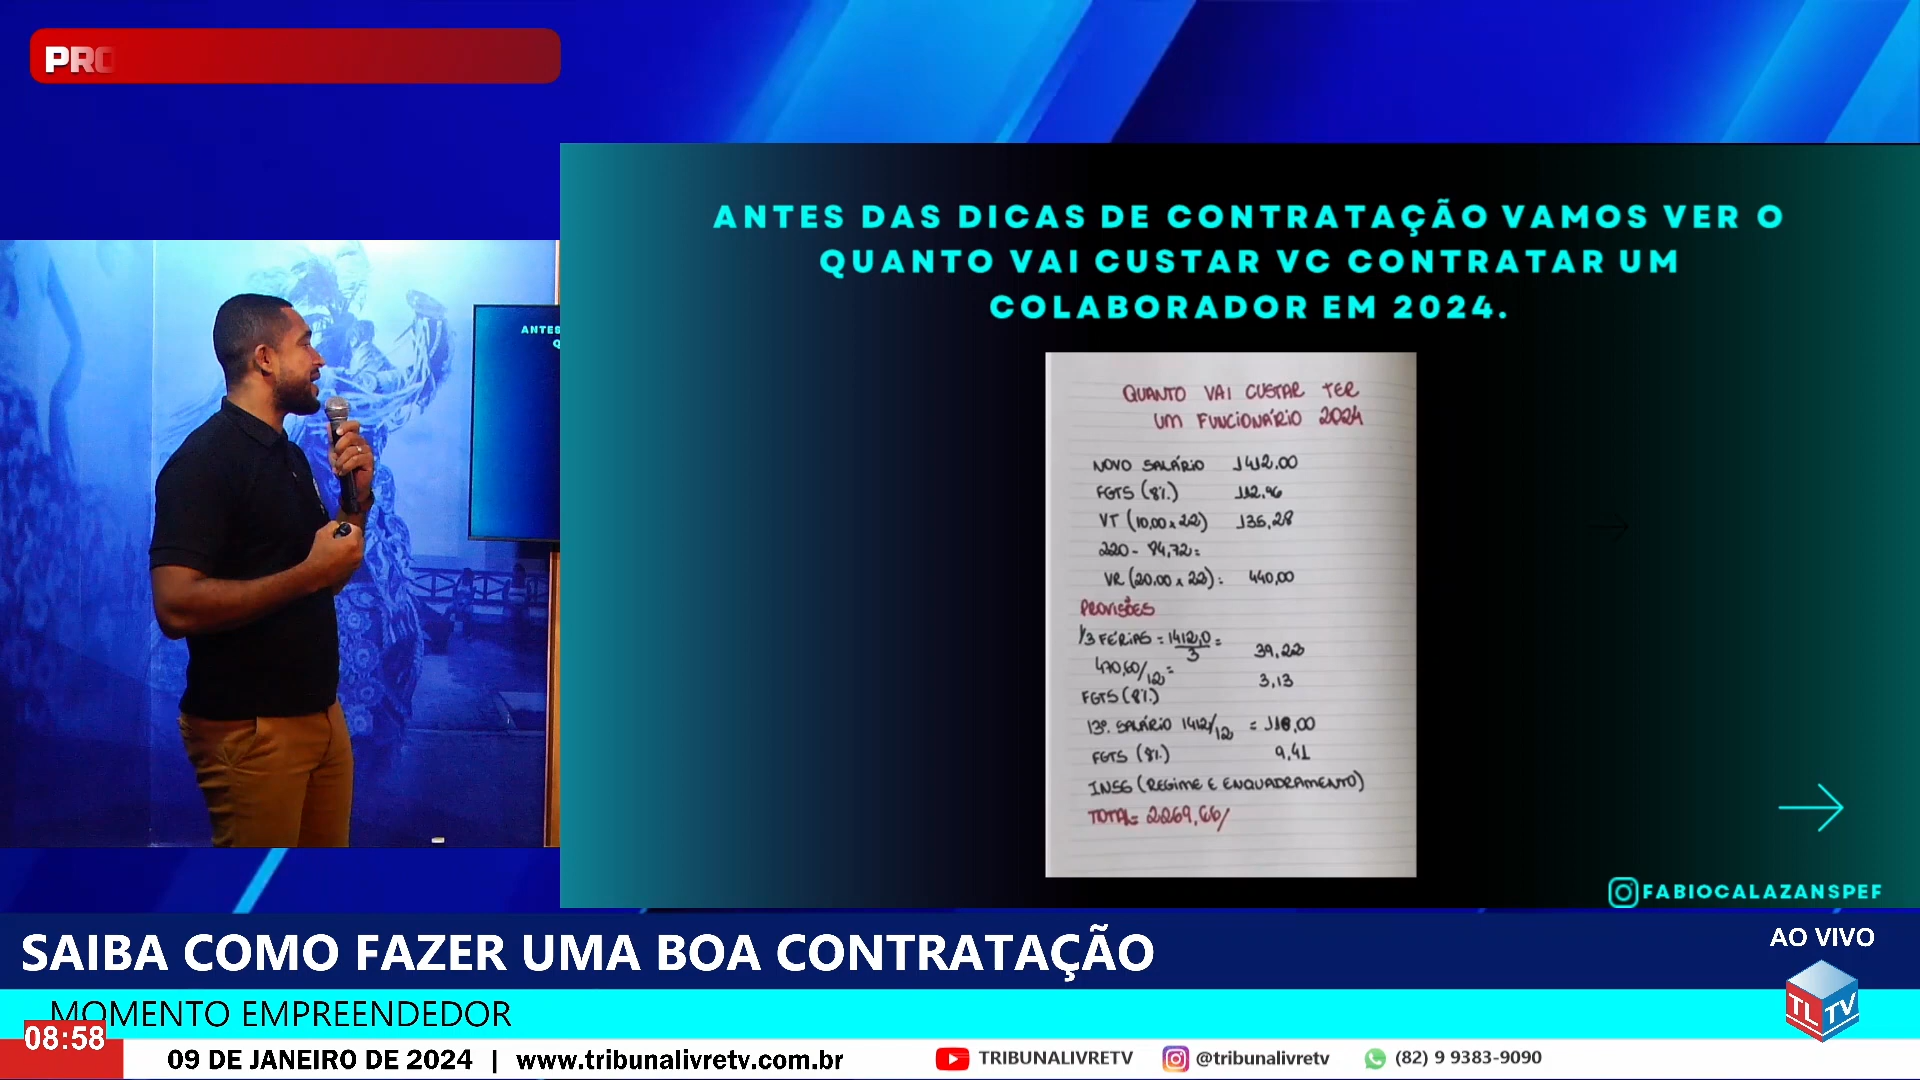 PRO
ANTES DAS DICAS DE CONTRATAÇÃO VAMOS VER O
QUANTO VAI CUSTAR VC CONTRATAR UM
COLABORADOR EM 2024.
ANTES
Q
QUANTO VAI CUSTAR TER
UM FUNCIONÁRIO 2024
NOVO SALÁRIO 1412,00
FGTS (8%) 112,96
VT (10,00 x 22) 135,28
220 - 84,72 =
VR (20,00 x 22): 440,00
PROVISÕES
1/3 FÉRIAS = 1412,0/3 = 39,22
470,60/12 = 3,13
FGTS (8%)
13º. SALÁRIO 1412/12 = 118,00
FGTS (8%) 9,41
INSS (REGIME E ENQUADRAMENTO)
TOTAL= 2269,66/
FABIOCALAZANSPEF
SAIBA COMO FAZER UMA BOA CONTRATAÇÃO
AO VIVO
MOMENTO EMPREENDEDOR
TLTV
08:58
09 DE JANEIRO DE 2024 | www.tribunalivretv.com.br TRIBUNALIVRETV @tribunalivretv (82) 9 9383-9090